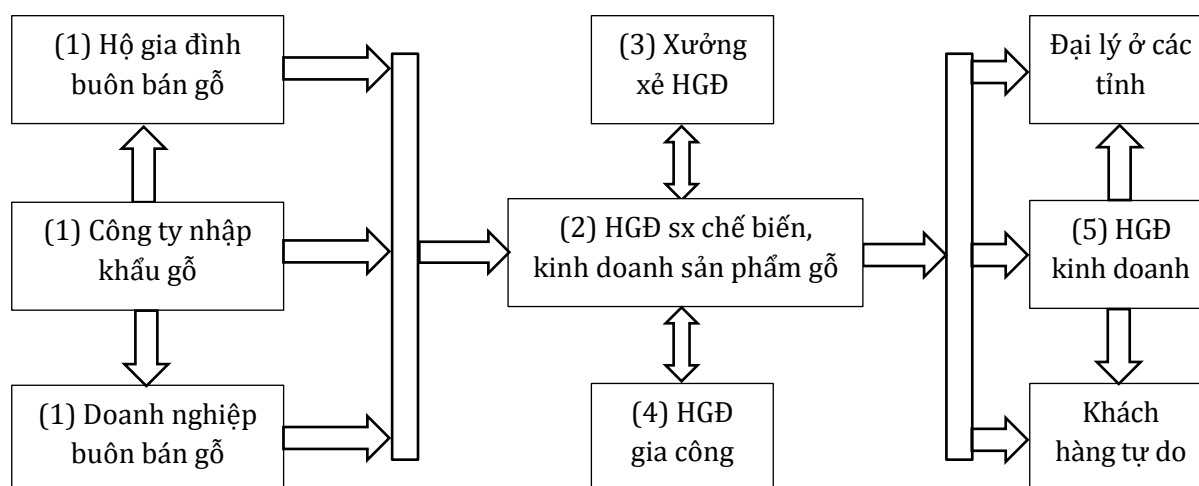 (1) Hộ gia đình
buôn bán gỗ
(3) Xưởng
xẻ HGĐ
Đại lý ở các
tỉnh
(1) Công ty nhập
khẩu gỗ
(2) HGĐ sx chế biến,
kinh doanh sản phẩm gỗ
(5) HGĐ
kinh doanh
(1) Doanh nghiệp
buôn bán gỗ
(4) HGĐ
gia công
Khách
hàng tự do